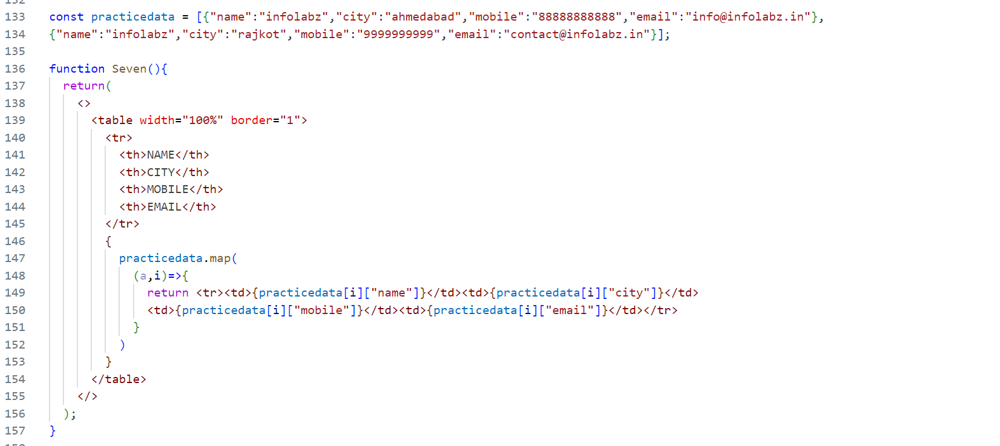 133 const practicedata = [{"name":"infolabz","city":"ahmedabad","mobile":"88888888888","email":"info@infolabz.in"},
134 {"name":"infolabz","city":"rajkot","mobile":"9999999999","email":"contact@infolabz.in"}];
135
136 function Seven(){
137 return(
138 <>
139 <table width="100%" border="1">
140 <tr>
141 <th>NAME</th>
142 <th>CITY</th>
143 <th>MOBILE</th>
144 <th>EMAIL</th>
145 </tr>
146 {
147 practicedata.map(
148 (a,i)=>{
149 return <tr><td>{practicedata[i]["name"]}</td><td>{practicedata[i]["city"]}</td>
150 <td>{practicedata[i]["mobile"]}</td><td>{practicedata[i]["email"]}</td></tr>
151 }
152 )
153 }
154 </table>
155 </>
156 );
157 }